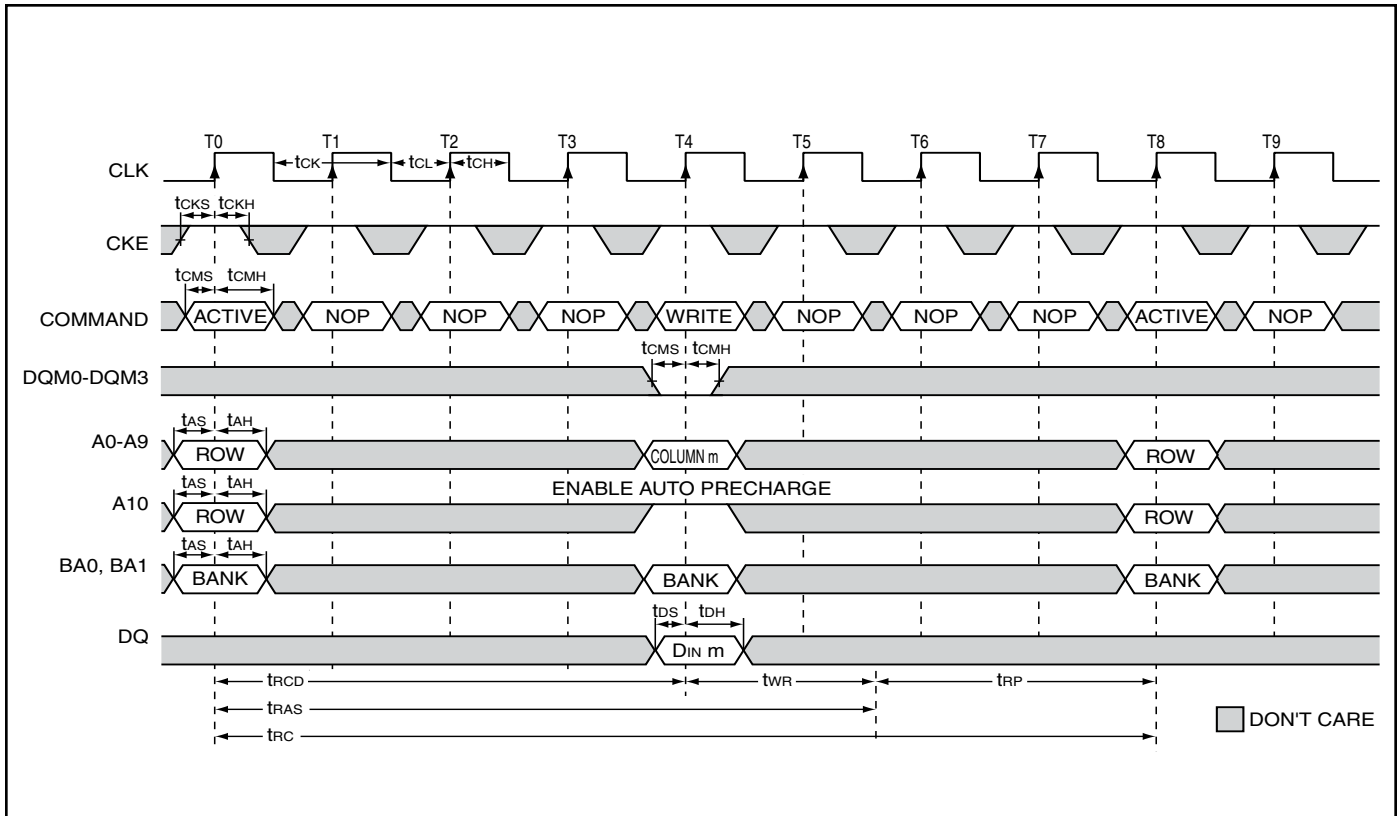 T0 T1 T2 T3 T4 T5 T6 T7 T8 T9
CLK tCK tCL tCH
tCKS tCKH
CKE
tCMS tCMH
COMMAND ACTIVE NOP NOP NOP WRITE NOP NOP NOP ACTIVE NOP
tCMS tCMH
DQM0-DQM3
tAS tAH
A0-A9 ROW COLUMN m ROW
tAS tAH ENABLE AUTO PRECHARGE
A10 ROW ROW
tAS tAH
BA0, BA1 BANK BANK BANK
tDS tDH
DQ DIN m
tRCD tWR tRP
tRAS
DON'T CARE
tRC